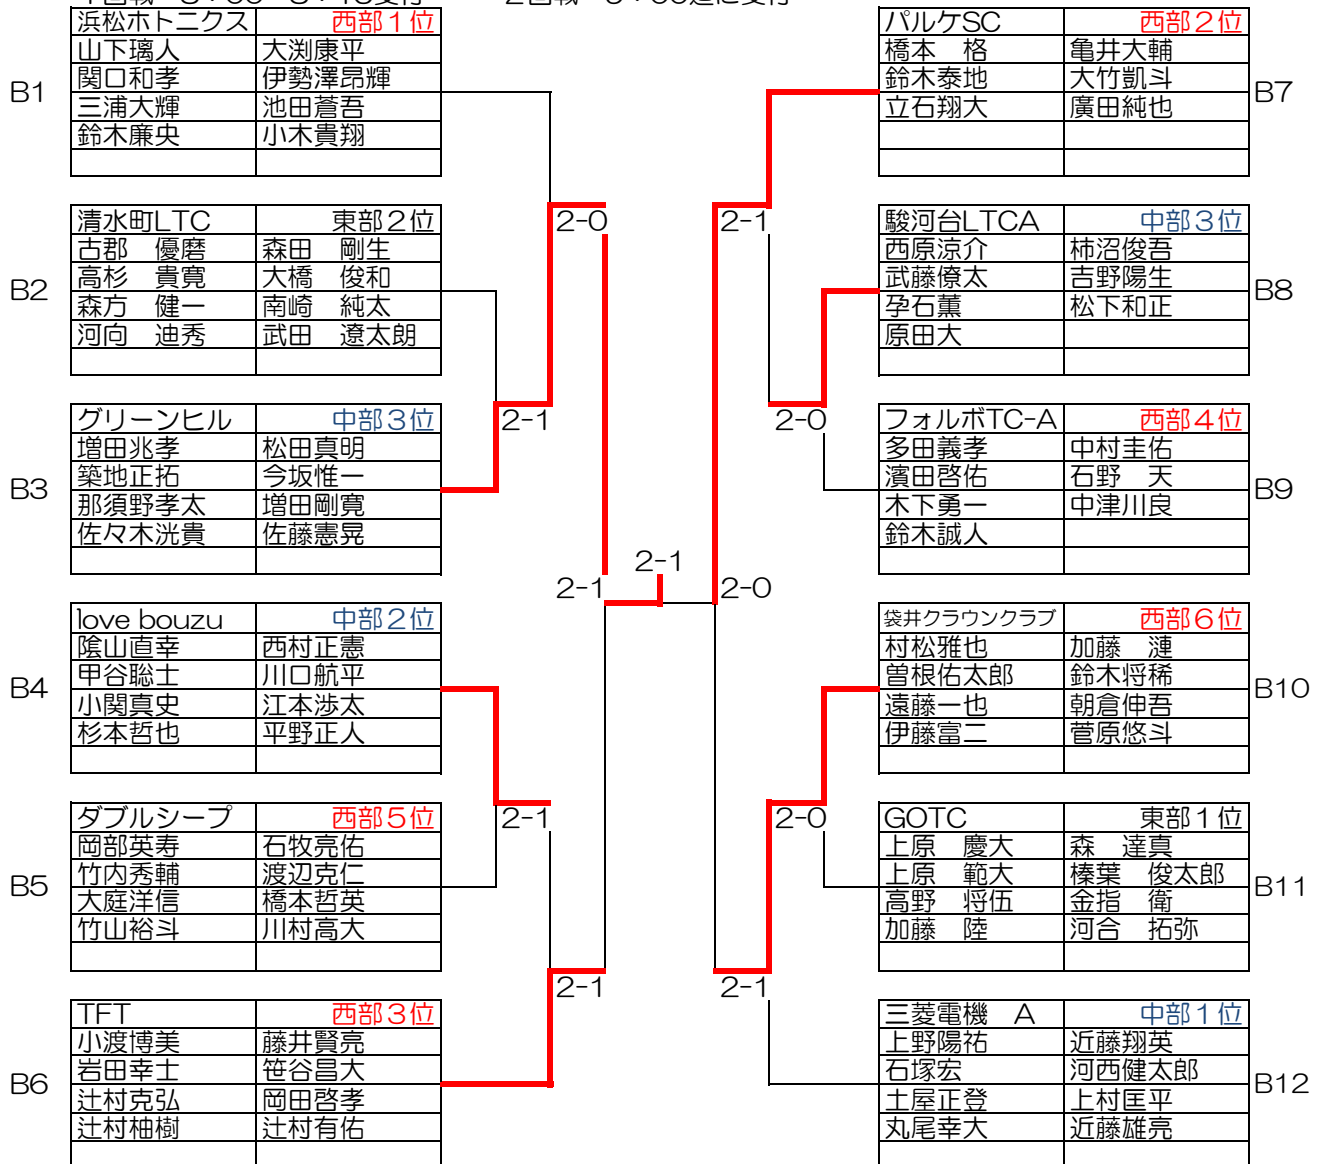 浜松ホトニクス 西部1位
山下璃人 大渕康平
関口和孝 伊勢澤昂輝
三浦大輝 池田蒼吾
鈴木廉央 小木貴翔
B1
清水町LTC 東部2位
古郡 優磨 森田 剛生
高杉 貴寛 大橋 俊和
森方 健一 南崎 純太
河向 迪秀 武田 遼太朗
B2
グリーンヒル 中部3位
増田兆孝 松田真明
築地正拓 今坂惟一
那須野孝太 増田剛寛
佐々木洸貴 佐藤憲晃
B3
love bouzu 中部2位
陰山直幸 西村正憲
甲谷聡士 川口航平
小関真史 江本渉太
杉本哲也 平野正人
B4
ダブルシープ 西部5位
岡部英寿 石牧亮佑
竹内秀輔 渡辺克仁
大庭洋信 橋本哲英
竹山裕斗 川村高大
B5
TFT 西部3位
小渡博美 藤井賢亮
岩田幸士 笹谷昌大
辻村克弘 岡田啓孝
辻村柚樹 辻村有佑
B6
2-0
2-1
2-1
2-1
2-1
2-1
2-1
2-0
2-0
2-0
2-1
パルケSC 西部2位
橋本 格 亀井大輔
鈴木泰地 大竹凱斗
立石翔大 廣田純也
B7
駿河台LTCA 中部3位
西原涼介 柿沼俊吾
武藤僚太 吉野陽生
孕石薫 松下和正
原田大
B8
フォルボTC-A 西部4位
多田義孝 中村圭佑
濱田啓佑 石野 天
木下勇一 中津川良
鈴木誠人
B9
袋井クラウンクラブ 西部6位
村松雅也 加藤 漣
曽根佑太郎 鈴木将稀
遠藤一也 朝倉伸吾
伊藤富二 菅原悠斗
B10
GOTC 東部1位
上原 慶大 森 達真
上原 範大 榛葉 俊太郎
高野 将伍 金指 衛
加藤 陸 河合 拓弥
B11
三菱電機 A 中部1位
上野陽祐 近藤翔英
石塚宏 河西健太郎
土屋正登 上村匡平
丸尾幸大 近藤雄亮
B12